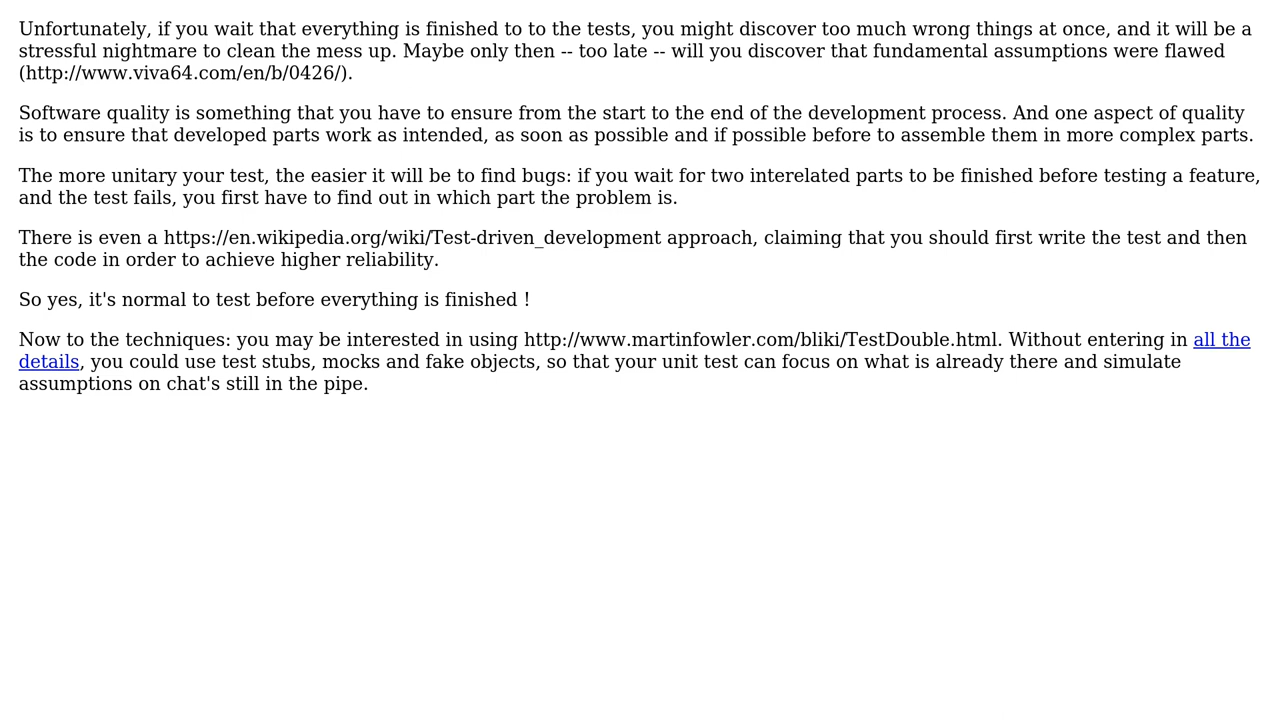 Unfortunately, if you wait that everything is finished to to the tests, you might discover too much wrong things at once, and it will be a
stressful nightmare to clean the mess up. Maybe only then -- too late -- will you discover that fundamental assumptions were flawed
(http://www.viva64.com/en/b/0426/).
Software quality is something that you have to ensure from the start to the end of the development process. And one aspect of quality
is to ensure that developed parts work as intended, as soon as possible and if possible before to assemble them in more complex parts.
The more unitary your test, the easier it will be to find bugs: if you wait for two interelated parts to be finished before testing a feature,
and the test fails, you first have to find out in which part the problem is.
There is even a https://en.wikipedia.org/wiki/Test-driven_development approach, claiming that you should first write the test and then
the code in order to achieve higher reliability.
So yes, it's normal to test before everything is finished !
Now to the techniques: you may be interested in using http://www.martinfowler.com/bliki/TestDouble.html. Without entering in all the
details, you could use test stubs, mocks and fake objects, so that your unit test can focus on what is already there and simulate
assumptions on chat's still in the pipe.